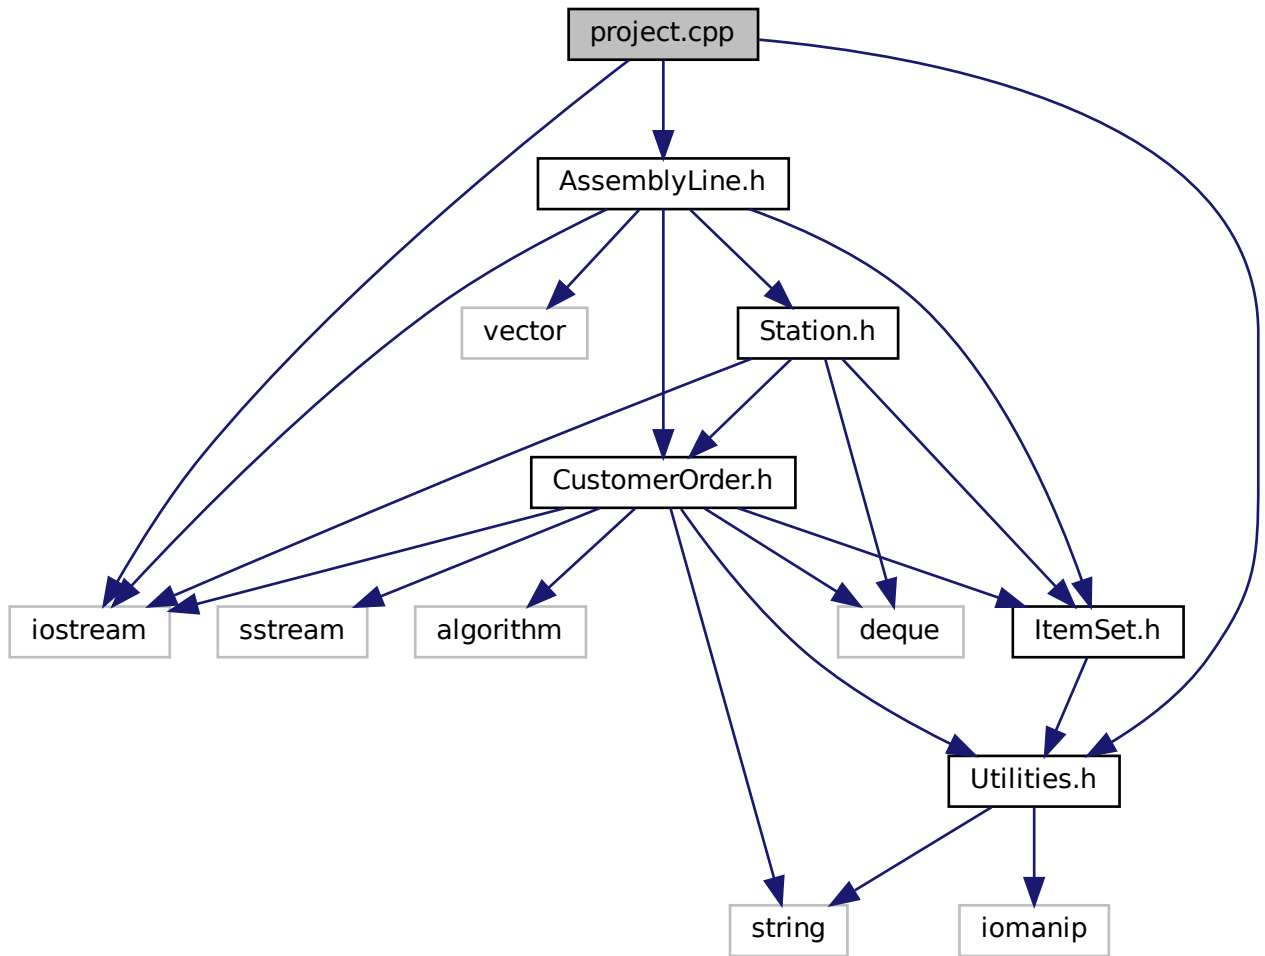 project.cpp
AssemblyLine.h
vector
Station.h
CustomerOrder.h
iostream
sstream
algorithm
deque
ItemSet.h
Utilities.h
string
iomanip